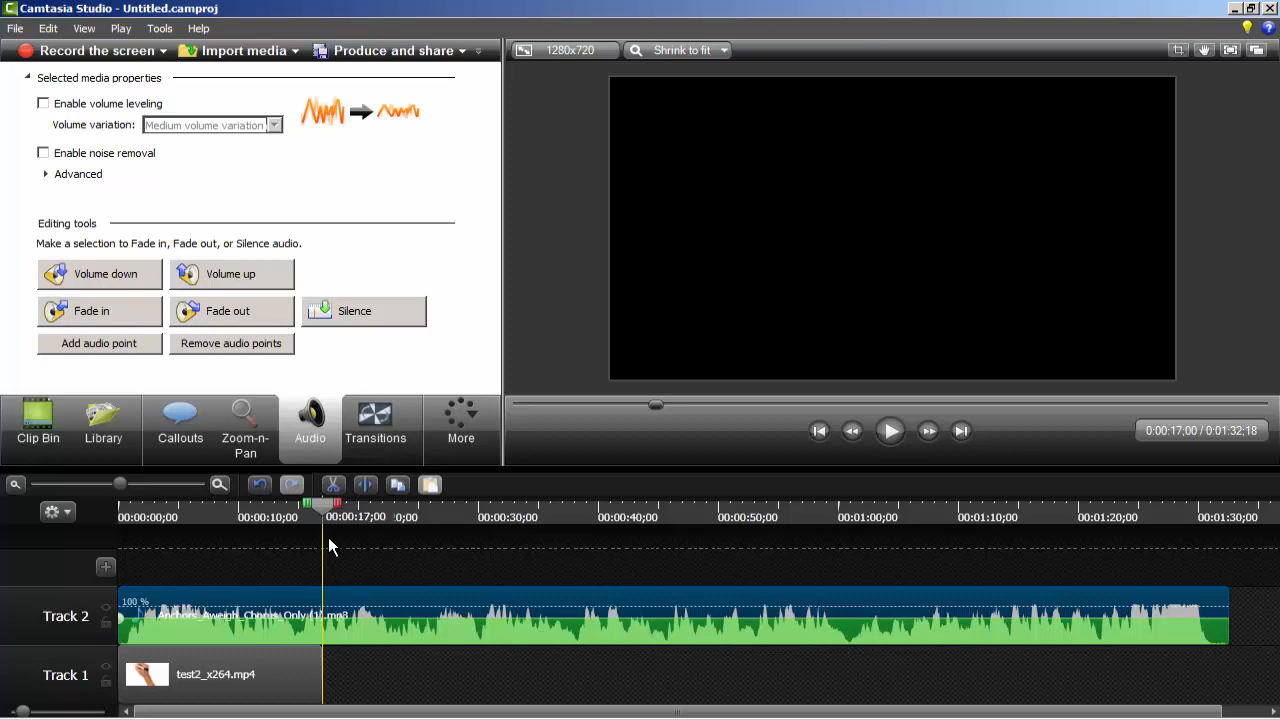 Camtasia Studio - Untitled.camproj
File Edit View Play Tools Help
Record the screen Import media Produce and share
1280x720 Shrink to fit
Selected media properties
Enable volume leveling
Volume variation: Medium volume variation
Enable noise removal
Advanced
Editing tools
Make a selection to Fade in, Fade out, or Silence audio.
Volume down Volume up
Fade in Fade out Silence
Add audio point Remove audio points
Clip Bin Library Callouts Zoom-n-Pan Audio Transitions More
0:00:17;00 / 0:01:32;18
00:00:00;00 00:00:10;00 00:00:17;00 ;0;00 00:00:30;00 00:00:40;00 00:00:50;00 00:01:00;00 00:01:10;00 00:01:20;00 00:01:30;00
100 %
Track 2 Anchors_Aweigh_Chorus_Only (1).mp3
Track 1 test2_x264.mp4